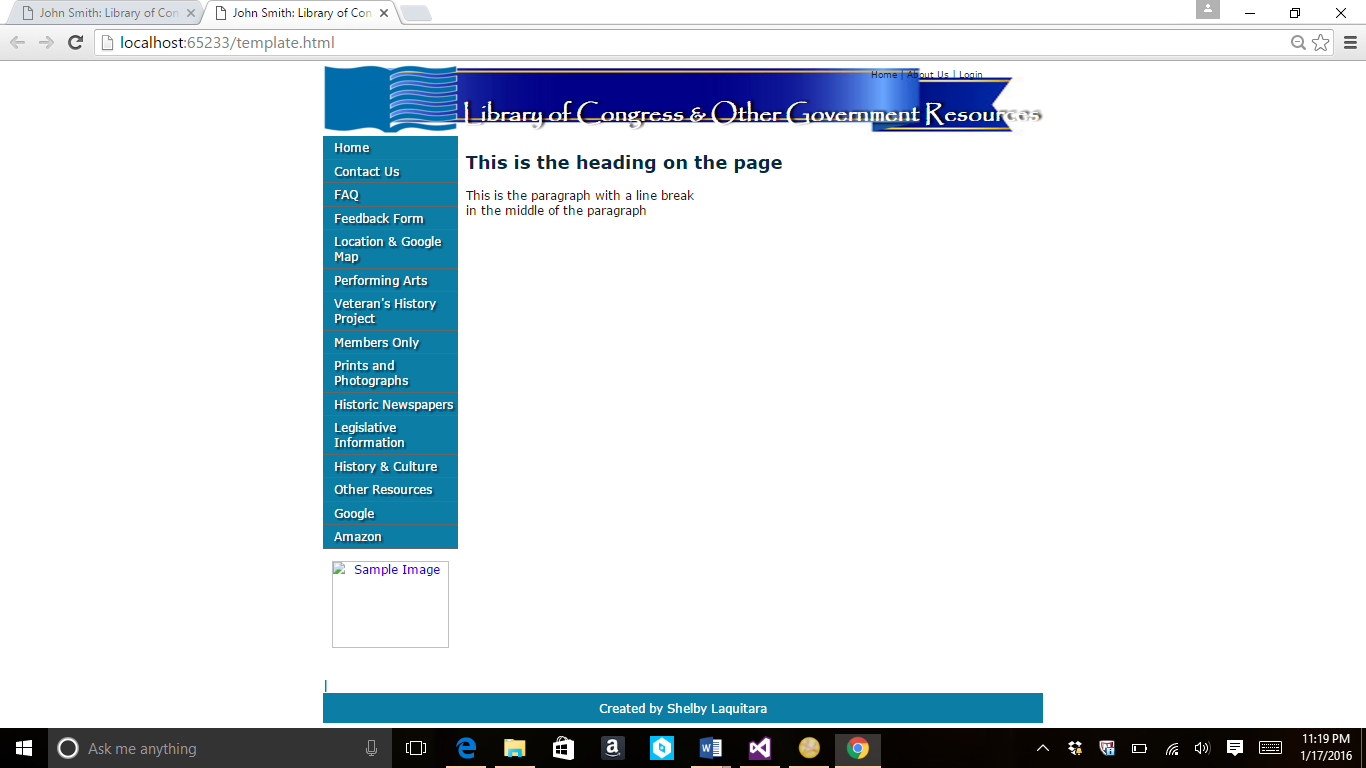 John Smith: Library of Con
John Smith: Library of Con
localhost:65233/template.html
Home | About Us | Login
Library of Congress & Other Government Resources
Home
Contact Us
FAQ
Feedback Form
Location & Google
Map
Performing Arts
Veteran's History
Project
Members Only
Prints and
Photographs
Historic Newspapers
Legislative
Information
History & Culture
Other Resources
Google
Amazon
This is the heading on the page
This is the paragraph with a line break
in the middle of the paragraph
Sample Image
|
Created by Shelby Laquitara
Ask me anything
11:19 PM
1/17/2016